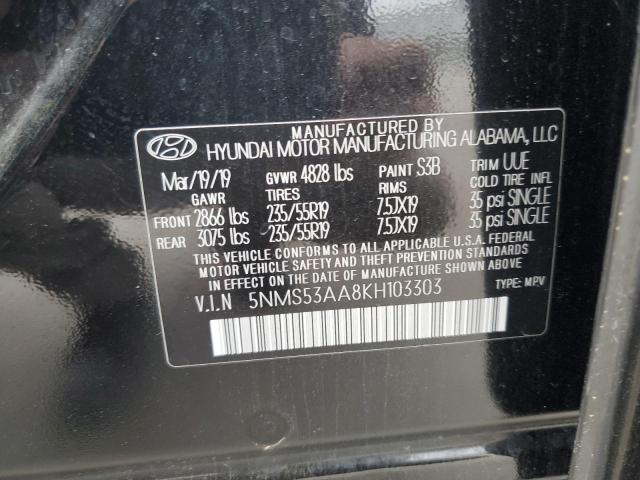 MANUFACTURED BY
HYUNDAI MOTOR MANUFACTURING ALABAMA, LLC
Mar/19/19 GVWR 4828 lbs PAINT S3B TRIM UUE
GAWR TIRES RIMS COLD TIRE INFL
FRONT 2866 lbs 235/55R19 7.5JX19 35 psi SINGLE
REAR 3075 lbs 235/55R19 7.5JX19 35 psi SINGLE
THIS VEHICLE CONFORMS TO ALL APPLICABLE U.S.A. FEDERAL
MOTOR VEHICLE SAFETY AND THEFT PREVENTION STANDARDS
IN EFFECT ON THE DATE OF MANUFACTURE SHOWN ABOVE.
V.I.N 5NMS53AA8KH103303 TYPE: MPV